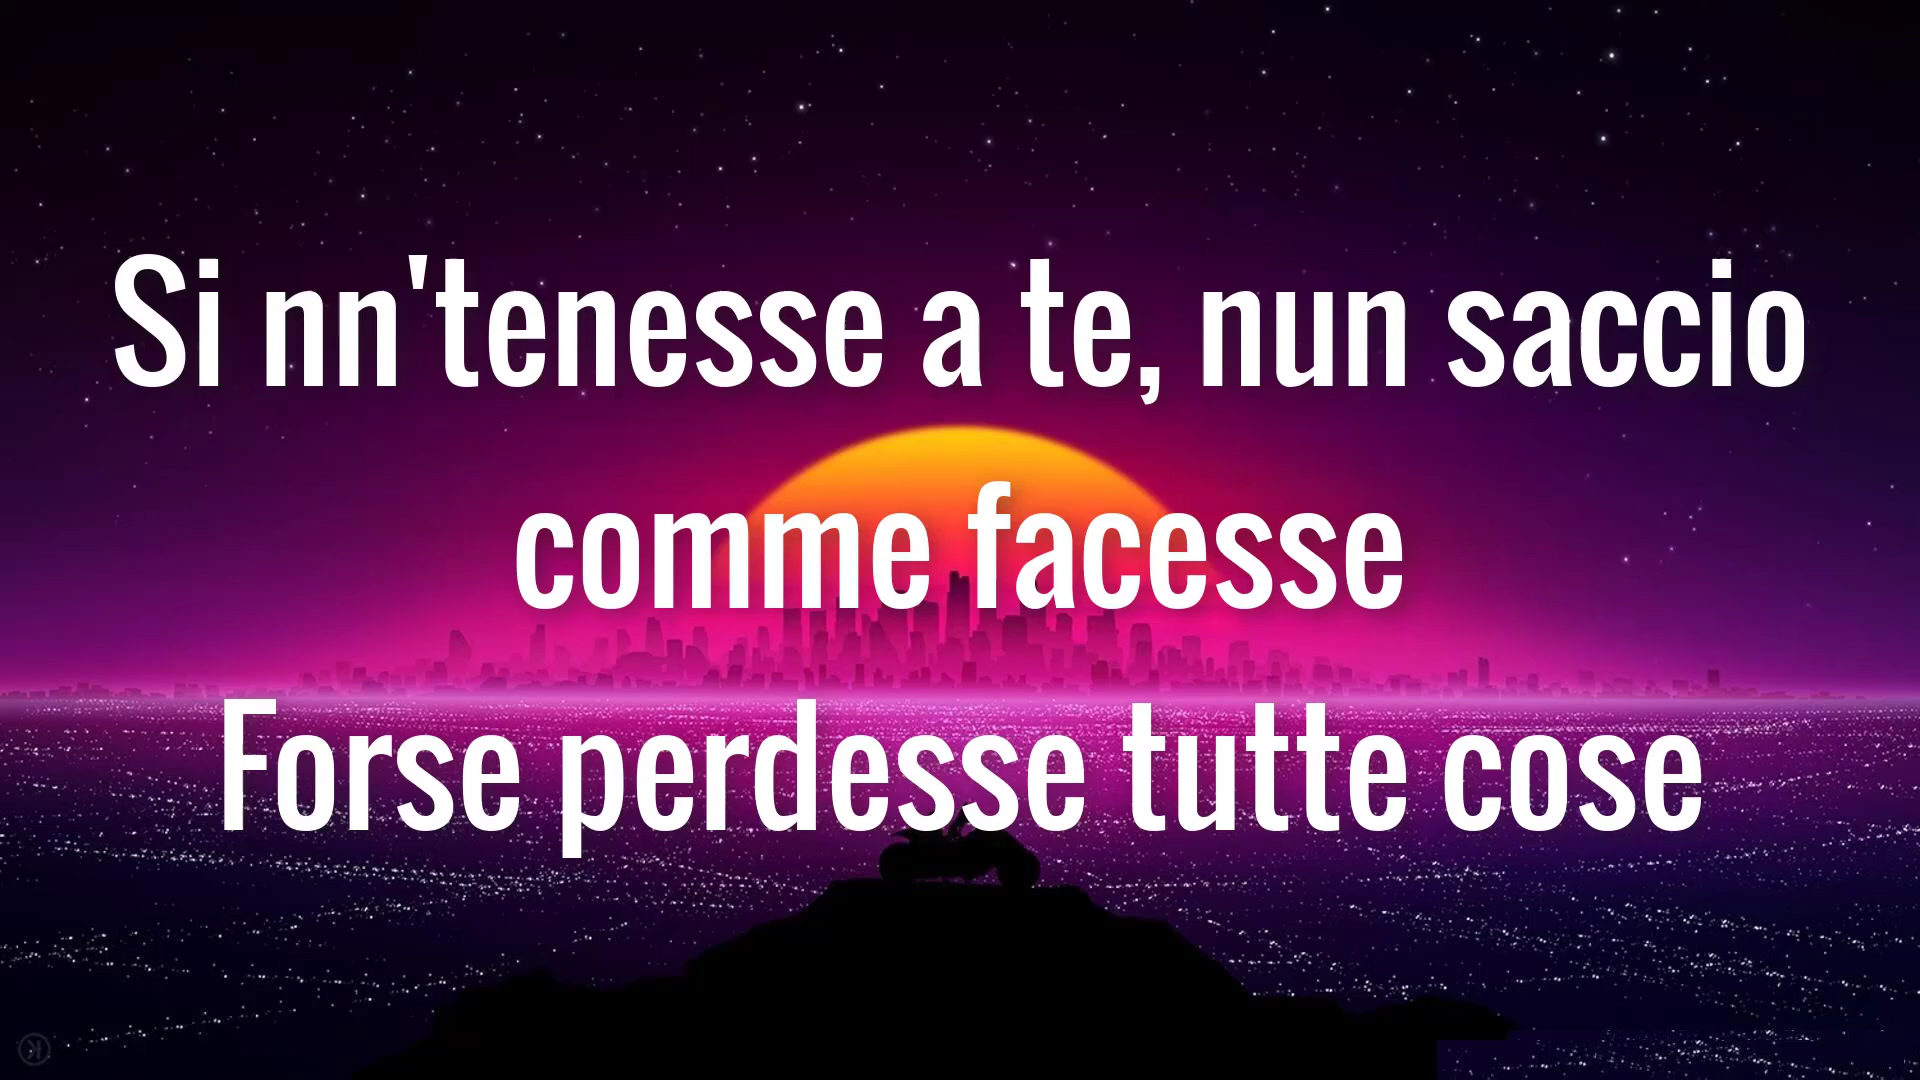 Si nn'tenesse a te, nun saccio
comme facesse
Forse perdesse tutte cose